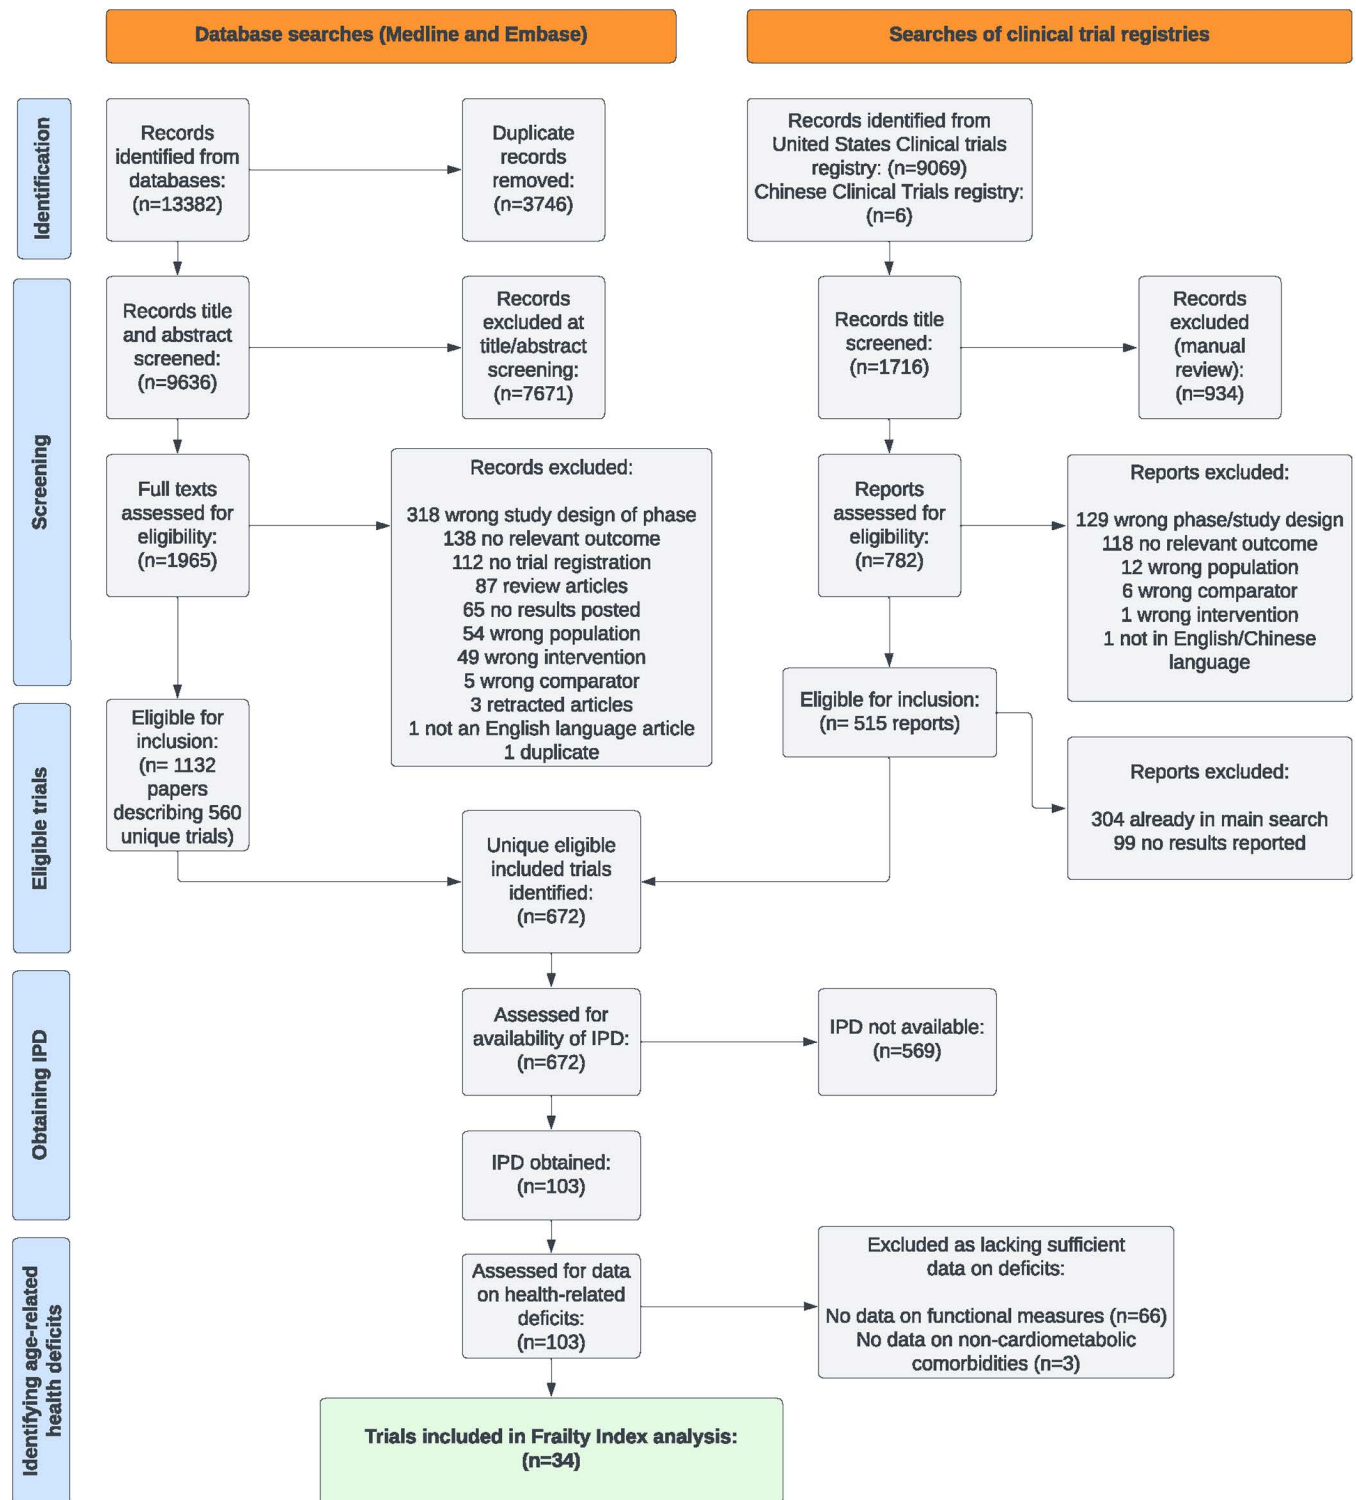 Database searches (Medline and Embase)
Searches of clinical trial registries
Identification
Records
identified from
databases:
(n=13382)
Duplicate
records
removed:
(n=3746)
Records identified from
United States Clinical trials
registry: (n=9069)
Chinese Clinical Trials registry:
(n=6)
Screening
Records title
and abstract
screened:
(n=9636)
Records
excluded at
title/abstract
screening:
(n=7671)
Records title
screened:
(n=1716)
Records
excluded
(manual
review):
(n=934)
Full texts
assessed for
eligibility:
(n=1965)
Records excluded:
318 wrong study design of phase
138 no relevant outcome
112 no trial registration
87 review articles
65 no results posted
54 wrong population
49 wrong intervention
5 wrong comparator
3 retracted articles
1 not an English language article
1 duplicate
Reports
assessed for
eligibility:
(n=782)
Reports excluded:
129 wrong phase/study design
118 no relevant outcome
12 wrong population
6 wrong comparator
1 wrong intervention
1 not in English/Chinese
language
Eligible trials
Eligible for
inclusion:
(n= 1132
papers
describing 560
unique trials)
Eligible for inclusion:
(n= 515 reports)
Reports excluded:
304 already in main search
99 no results reported
Unique eligible
included trials
identified:
(n=672)
Obtaining IPD
Assessed for
availability of IPD:
(n=672)
IPD not available:
(n=569)
IPD obtained:
(n=103)
Identifying age-related
health deficits
Assessed for data
on health-related
deficits:
(n=103)
Excluded as lacking sufficient
data on deficits:
No data on functional measures (n=66)
No data on non-cardiometabolic
comorbidities (n=3)
Trials included in Frailty Index analysis:
(n=34)